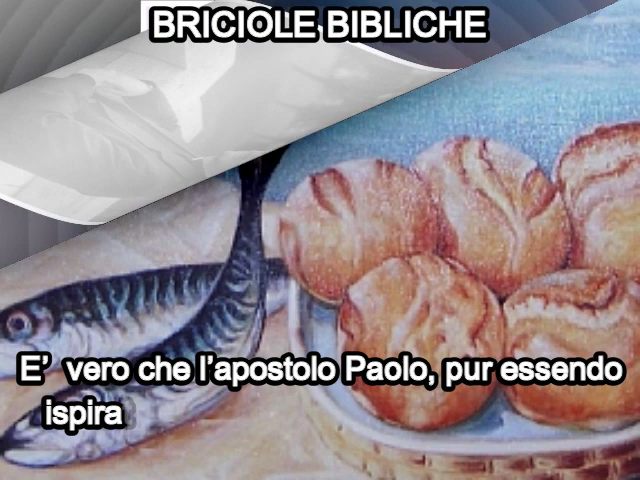 BRICIOLE BIBLICHE
E’ vero che l’apostolo Paolo, pur essendo
ispira